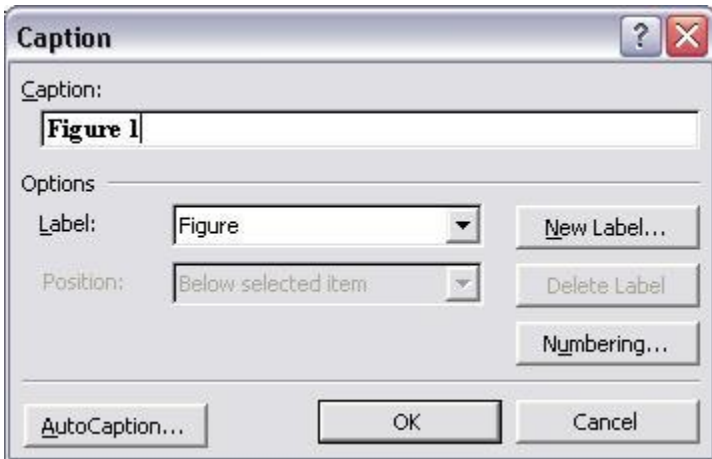 Caption
Caption:
Figure 1
Options
Label: Figure New Label...
Position: Below selected item Delete Label
Numbering...
AutoCaption... OK Cancel